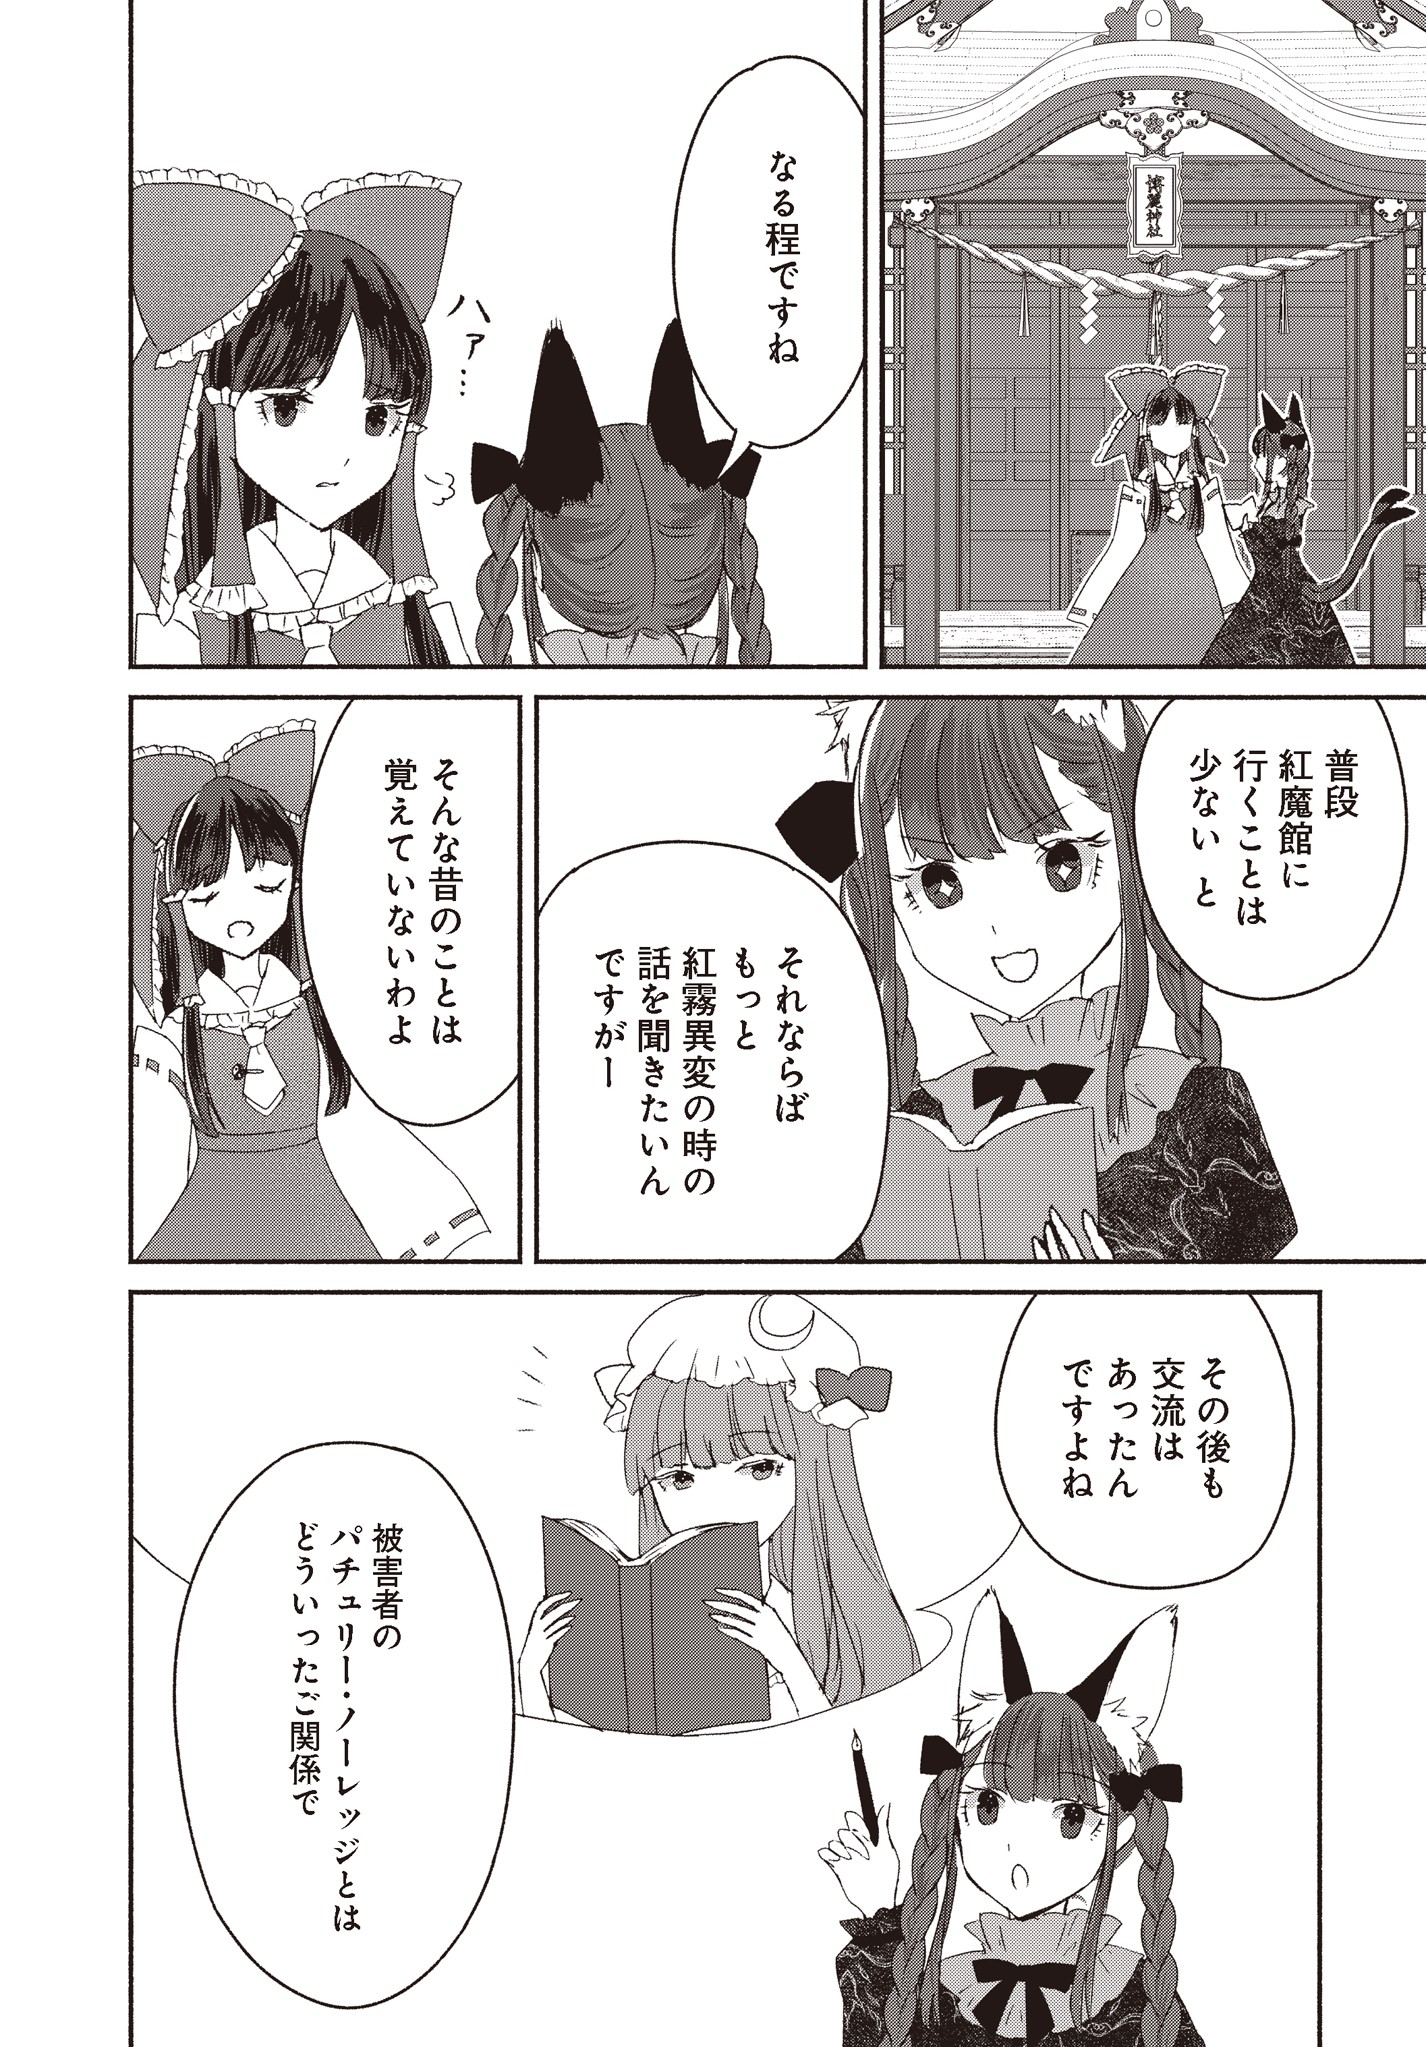 博麗神社
なる程ですね
ハァ…
普段
紅魔館に
行くことは
少ない と
それならば
もっと
紅霧異変の時の
話を聞きたいん
ですがー
そんな昔のことは
覚えていないわよ
その後も
交流は
あったん
ですよね
被害者の
パチュリー・ノーレッジとは
どういったご関係で